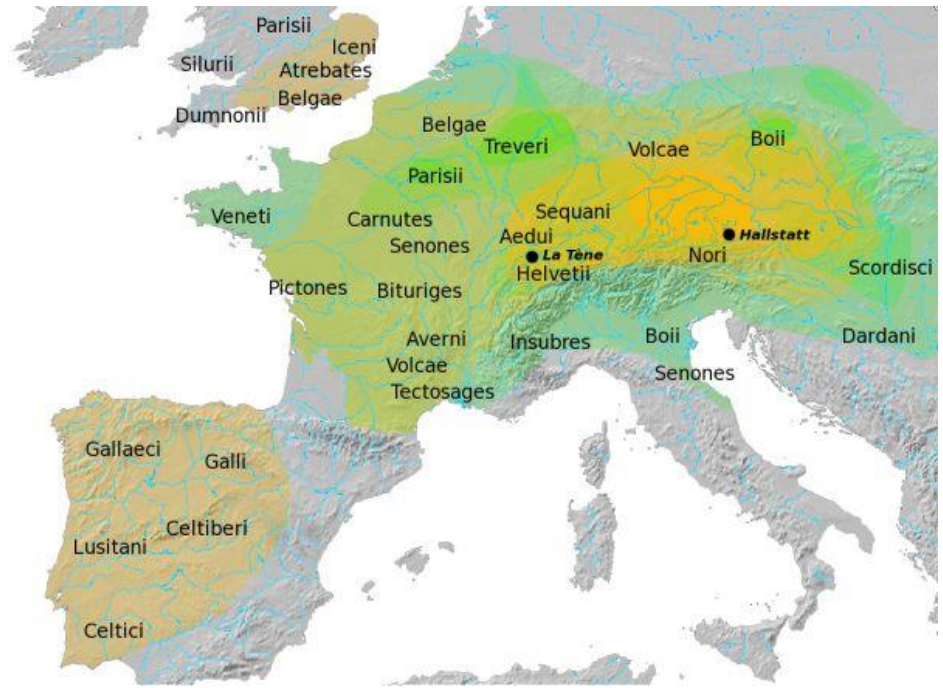 Parisii
Iceni
Silurii
Atrebates
Belgae
Dumnonii
Belgae
Treveri
Volcae
Boii
Parisii
Veneti
Carnutes
Sequani
Senones
Aedui
Hallstatt
La Tène
Nori
Helvetii
Scordisci
Pictones
Bituriges
Averni
Insubres
Boii
Dardani
Volcae
Tectosages
Senones
Gallaeci
Galli
Celtiberi
Lusitani
Celtici